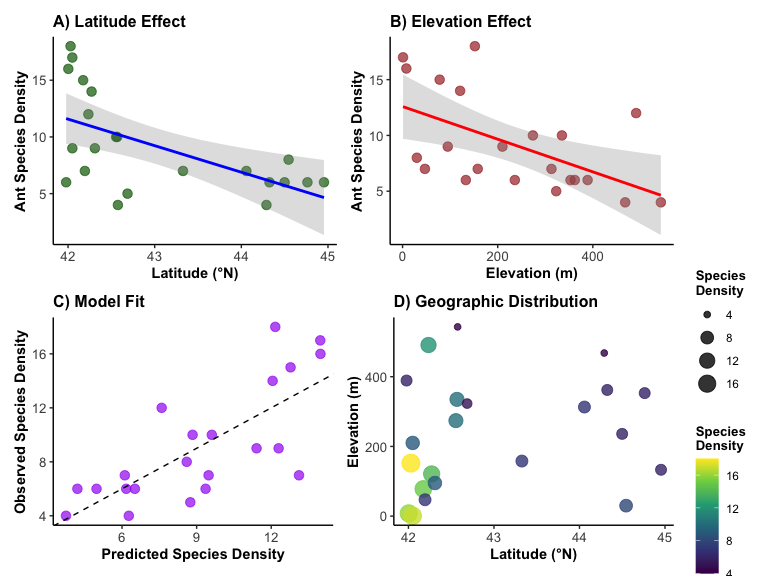 A) Latitude Effect
Ant Species Density
15
10
5
42
43
44
45
Latitude (°N)
B) Elevation Effect
Ant Species Density
15
10
5
0
200
400
Elevation (m)
C) Model Fit
Observed Species Density
16
12
8
4
6
9
12
Predicted Species Density
D) Geographic Distribution
Elevation (m)
400
200
0
42
43
44
45
Latitude (°N)
Species
Density
4
8
12
16
Species
Density
16
12
8
4